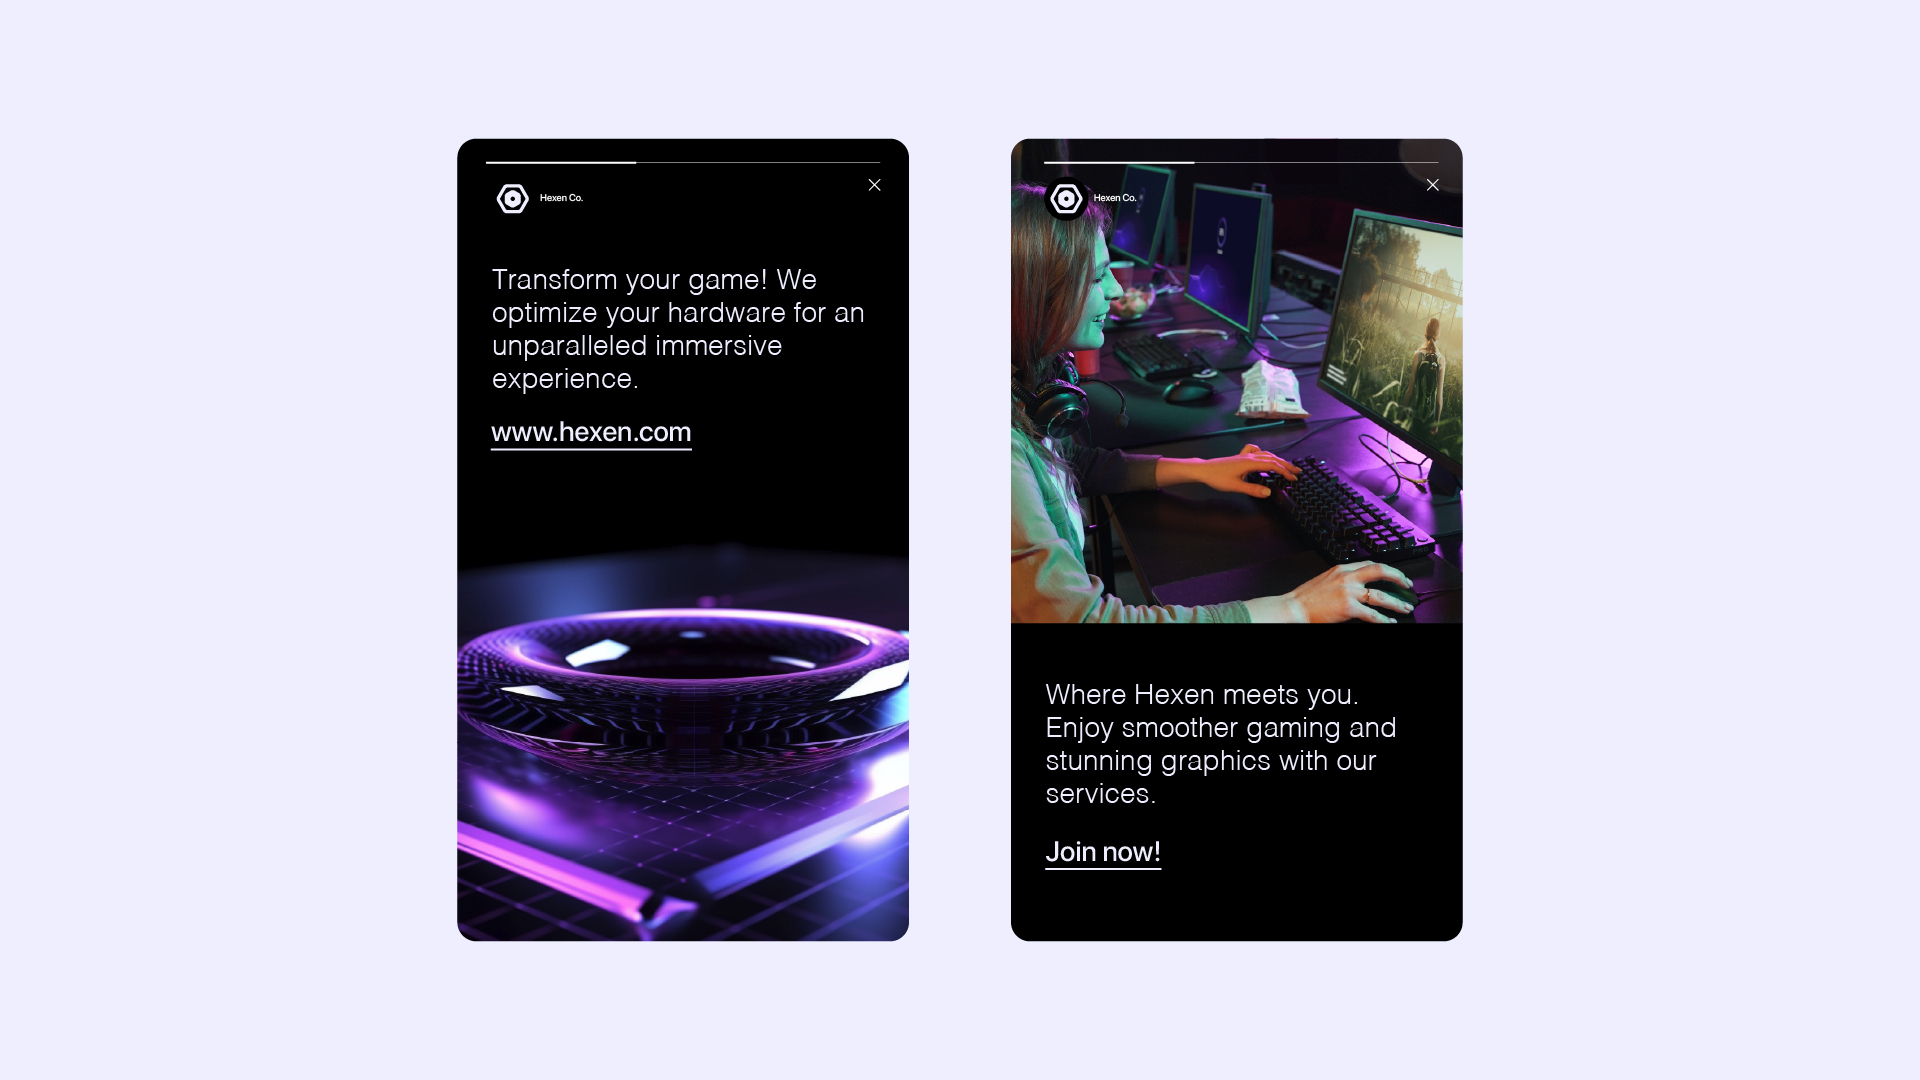 Hexen Co.
Transform your game! We
optimize your hardware for an
unparalleled immersive
experience.
www.hexen.com
Hexen Co.
Where Hexen meets you.
Enjoy smoother gaming and
stunning graphics with our
services.
Join now!